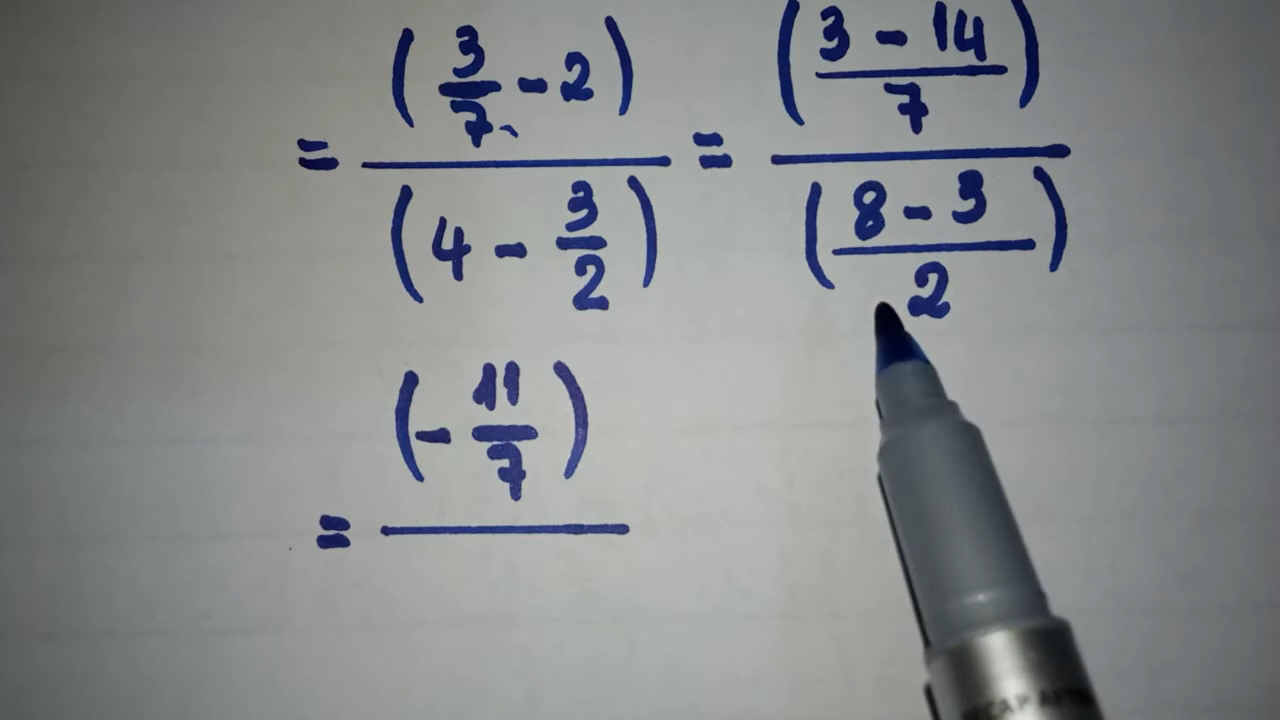 = (3/7 - 2) / (4 - 3/2) = ((3 - 14)/7) / ((8 - 3)/2)
= (- 11/7) /